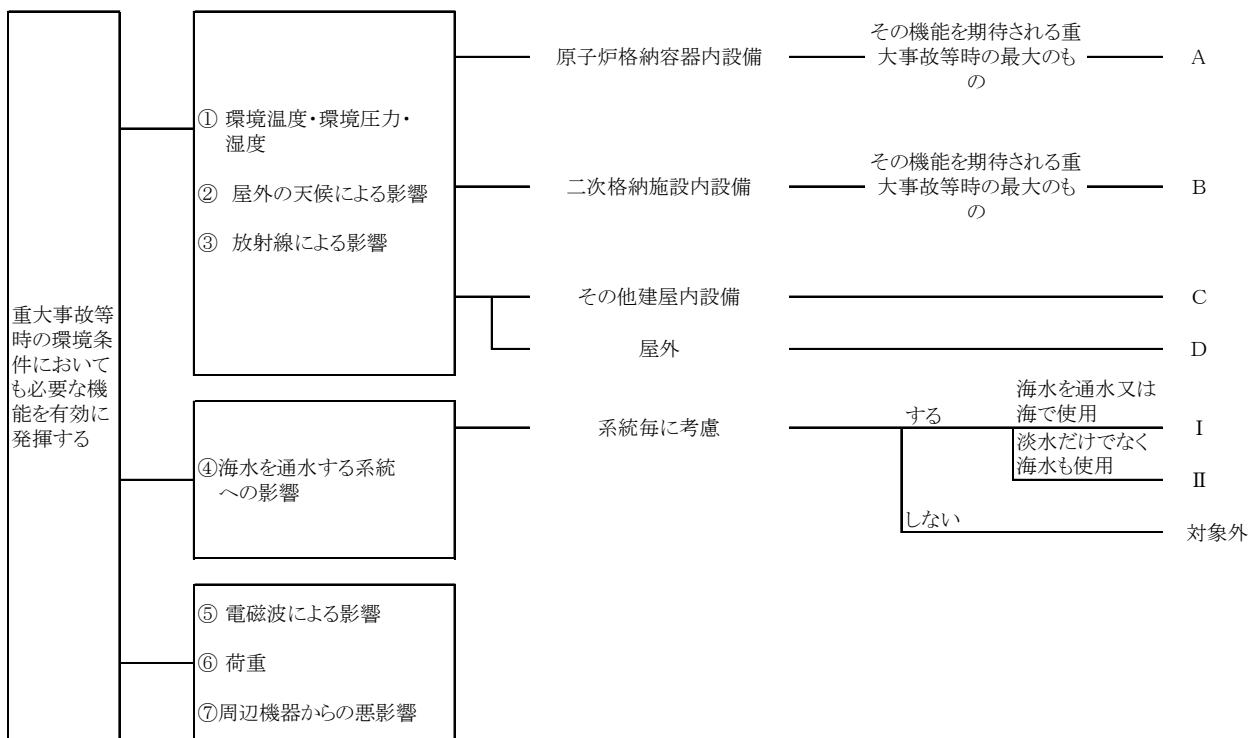 重大事故等
時の環境条
件において
も必要な機
能を有効に
発揮する
① 環境温度・環境圧力・
湿度
② 屋外の天候による影響
③ 放射線による影響
原子炉格納容器内設備
その機能を期待される重
大事故等時の最大のも
の
A
二次格納施設内設備
その機能を期待される重
大事故等時の最大のも
の
B
その他建屋内設備
C
屋外
D
④海水を通水する系統
への影響
系統毎に考慮
する
海水を通水又は
海で使用
Ⅰ
淡水だけでなく
海水も使用
Ⅱ
しない
対象外
⑤ 電磁波による影響
⑥ 荷重
⑦周辺機器からの悪影響